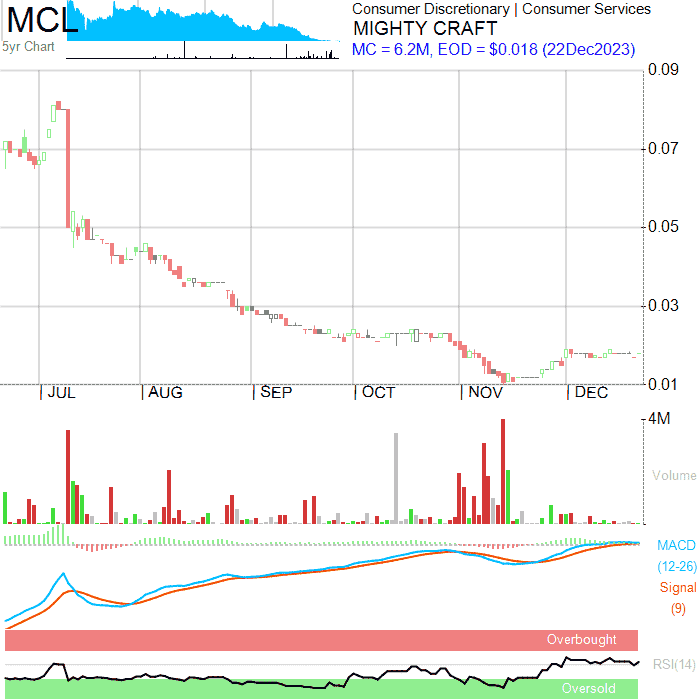 MCL
5yr Chart
Consumer Discretionary | Consumer Services
MIGHTY CRAFT
MC = 6.2M, EOD = $0.018 (22Dec2023)
0.09
0.07
0.05
0.03
0.01
JUL AUG SEP OCT NOV DEC
4M
Volume
MACD
(12-26)
Signal
(9)
Overbought
RSI(14)
Oversold